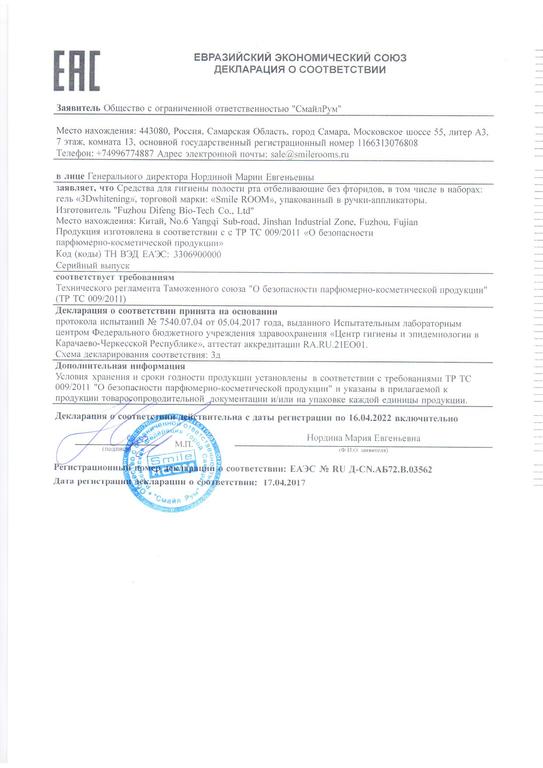 EAC
ЕВРАЗИЙСКИЙ ЭКОНОМИЧЕСКИЙ СОЮЗ
ДЕКЛАРАЦИЯ О СООТВЕТСТВИИ
Заявитель Общество с ограниченной ответственностью "СмайлРум"
Место нахождения: 443080, Россия, Самарская Область, город Самара, Московское шоссе 55, литер А3,
7 этаж, комната 13, основной государственный регистрационный номер 1166313076808
Телефон: +74996774887 Адрес электронной почты: sale@smilerooms.ru
в лице Генерального директора Нординой Марии Евгеньевны
заявляет, что Средства для гигиены полости рта отбеливающие без фторидов, в том числе в наборах:
гель «3Dwhitening», торговой марки: «Smile ROOM», упакованный в ручки-аппликаторы.
Изготовитель "Fuzhou Difeng Bio-Tech Co., Ltd"
Место нахождения: Китай, No.6 Yangqi Sub-road, Jinshan Industrial Zone, Fuzhou, Fujian
Продукция изготовлена в соответствии с с ТР ТС 009/2011 «О безопасности
парфюмерно-косметической продукции»
Код (коды) ТН ВЭД ЕАЭС: 3306900000
Серийный выпуск
соответствует требованиям
Технического регламента Таможенного союза "О безопасности парфюмерно-косметической продукции"
(ТР ТС 009/2011)
Декларация о соответствии принята на основании
протокола испытаний № 7540.07.04 от 05.04.2017 года, выданного Испытательным лабораторным
центром Федерального бюджетного учреждения здравоохранения «Центр гигиены и эпидемиологии в
Карачаево-Черкесской Республике», аттестат аккредитации RA.RU.21ЕО01.
Схема декларирования соответствия: 3д
Дополнительная информация
Условия хранения и сроки годности продукции установлены в соответствии с требованиями ТР ТС
009/2011 "О безопасности парфюмерно-косметической продукции" и указаны в прилагаемой к
продукции товаросопроводительной документации и/или на упаковке каждой единицы продукции.
Декларация о соответствии действительна с даты регистрации по 16.04.2022 включительно
М.П.
Нордина Мария Евгеньевна
(подпись)
(Ф.И.О. заявителя)
Smile
ROOM
"Смайл Рум"
Регистрационный номер декларации о соответствии: ЕАЭС № RU Д-CN.АБ72.В.03562
Дата регистрации декларации о соответствии: 17.04.2017